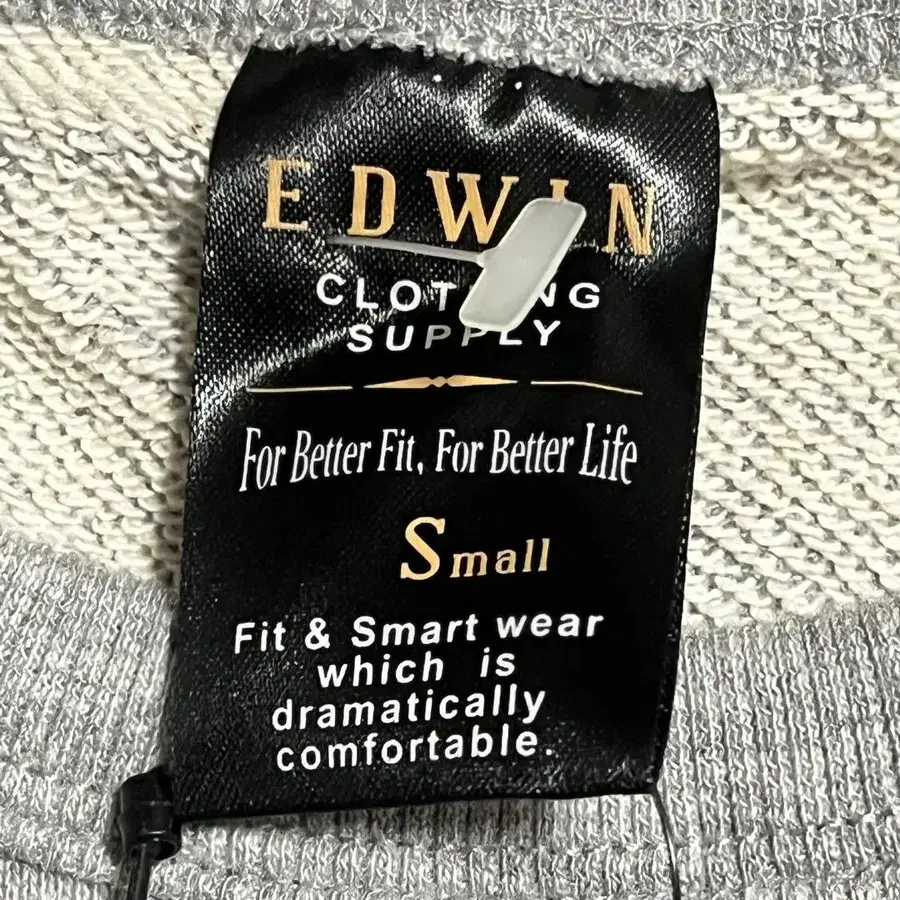 EDWIN
CLOTHING
SUPPLY
For Better Fit, For Better Life
Small
Fit & Smart wear
which is
dramatically
comfortable.